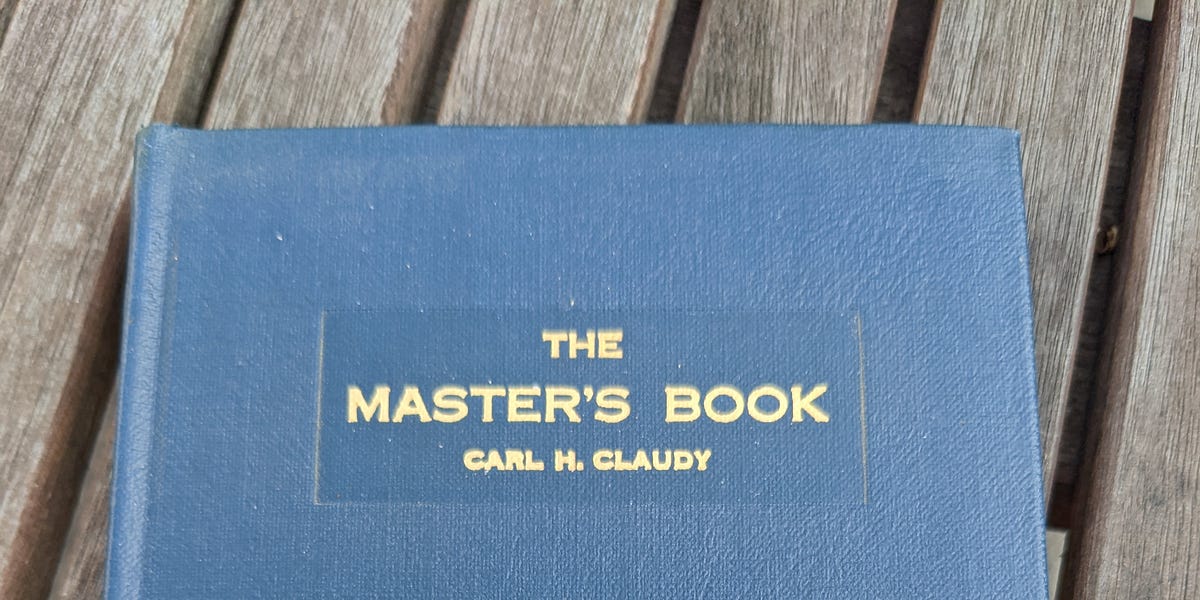 THE
MASTER'S BOOK
CARL H. CLAUDY